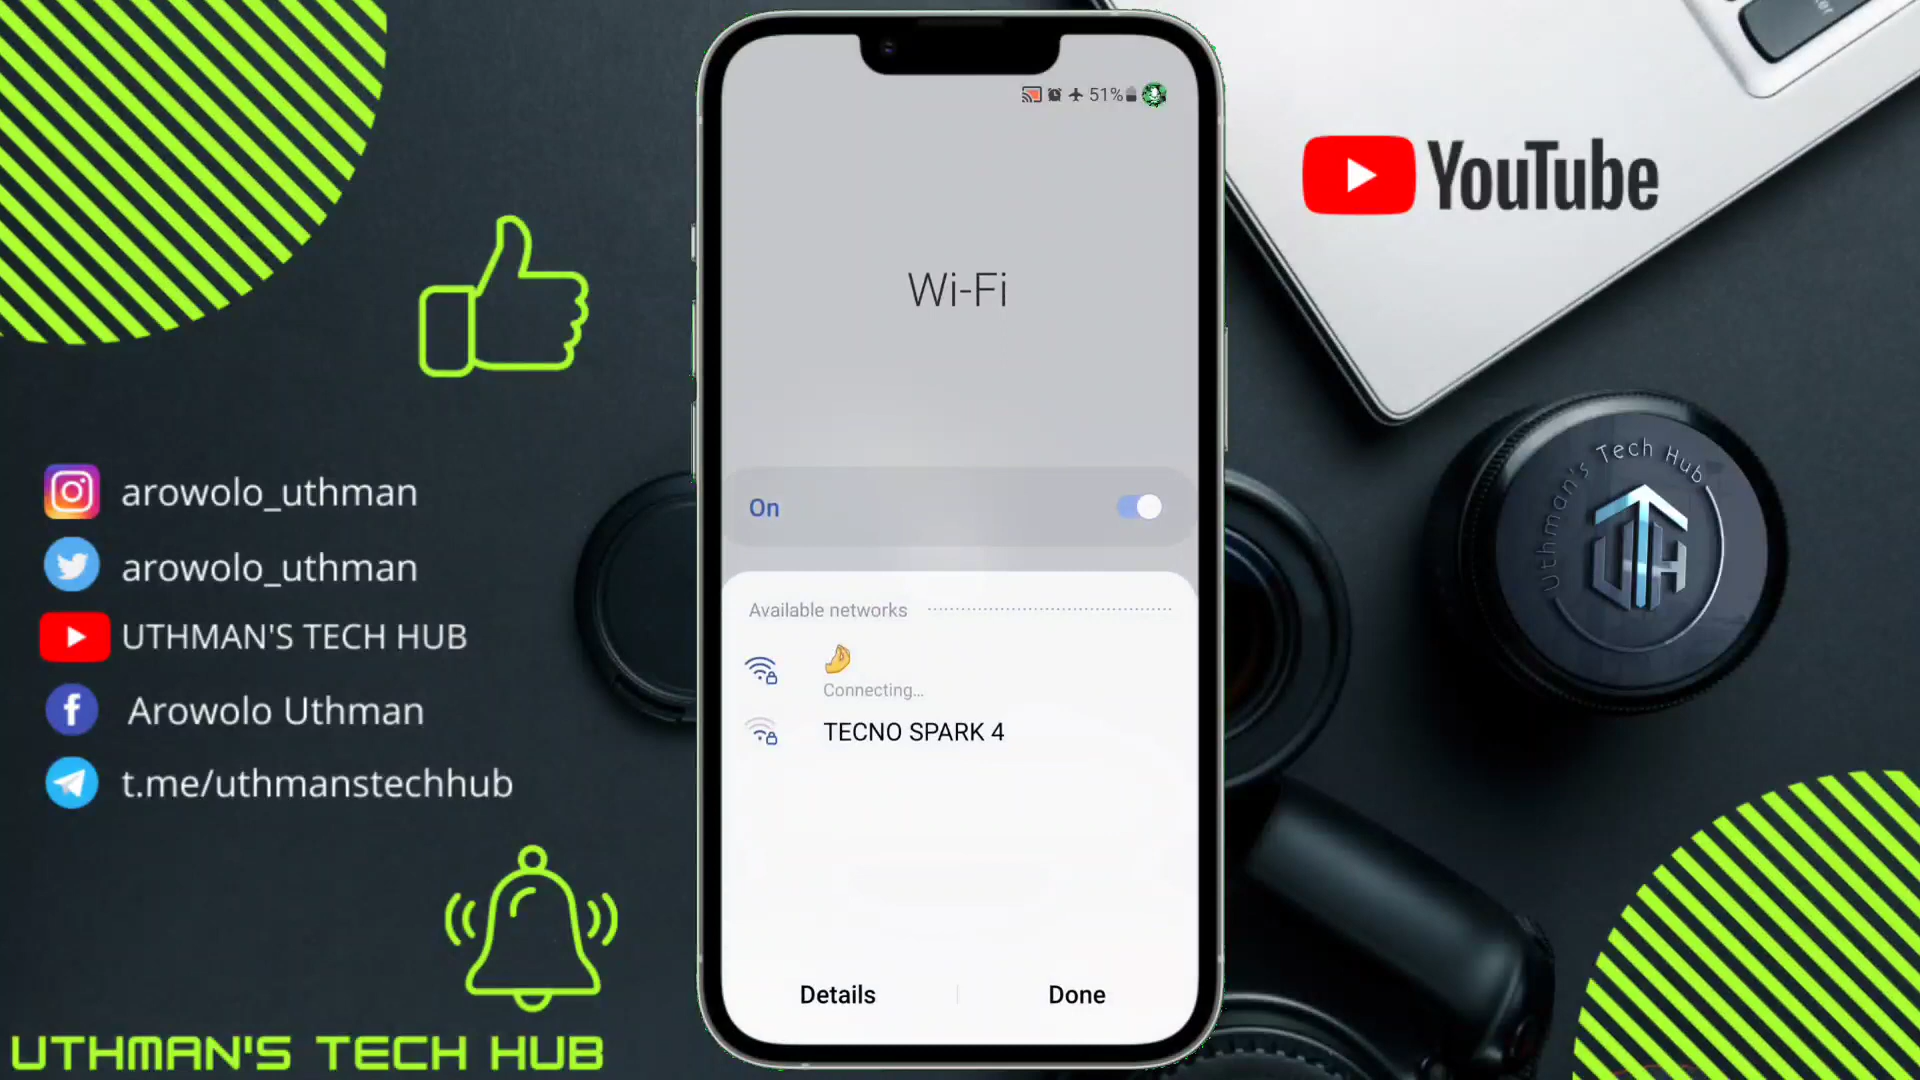 51%
Wi-Fi
On
Available networks
Connecting...
TECNO SPARK 4
Details
Done
YouTube
Uthman's Tech Hub
UTH
arowolo_uthman
arowolo_uthman
UTHMAN'S TECH HUB
Arowolo Uthman
t.me/uthmanstechhub
UTHMAN'S TECH HUB